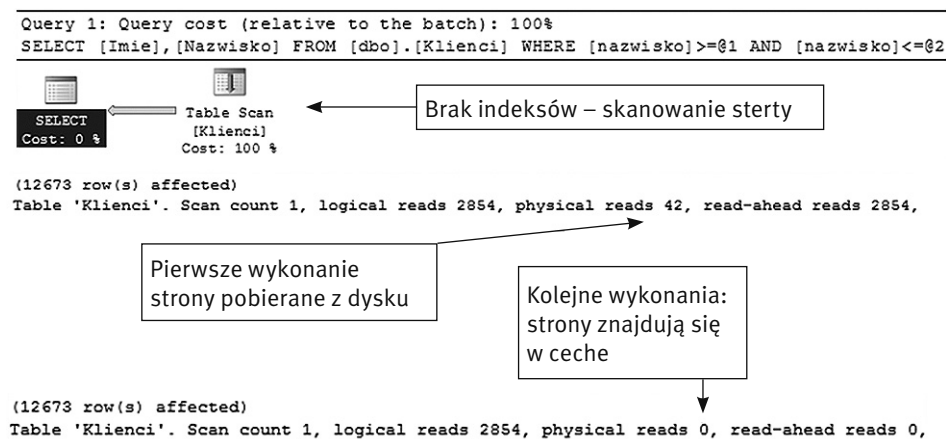 Query 1: Query cost (relative to the batch): 100%
SELECT [Imie],[Nazwisko] FROM [dbo].[Klienci] WHERE [nazwisko]>=@1 AND [nazwisko]<=@2
SELECT
Cost: 0 %
Table Scan
[Klienci]
Cost: 100 %
Brak indeksów – skanowanie sterty
(12673 row(s) affected)
Table 'Klienci'. Scan count 1, logical reads 2854, physical reads 42, read-ahead reads 2854,
Pierwsze wykonanie
strony pobierane z dysku
Kolejne wykonania:
strony znajdują się
w ceche
(12673 row(s) affected)
Table 'Klienci'. Scan count 1, logical reads 2854, physical reads 0, read-ahead reads 0,